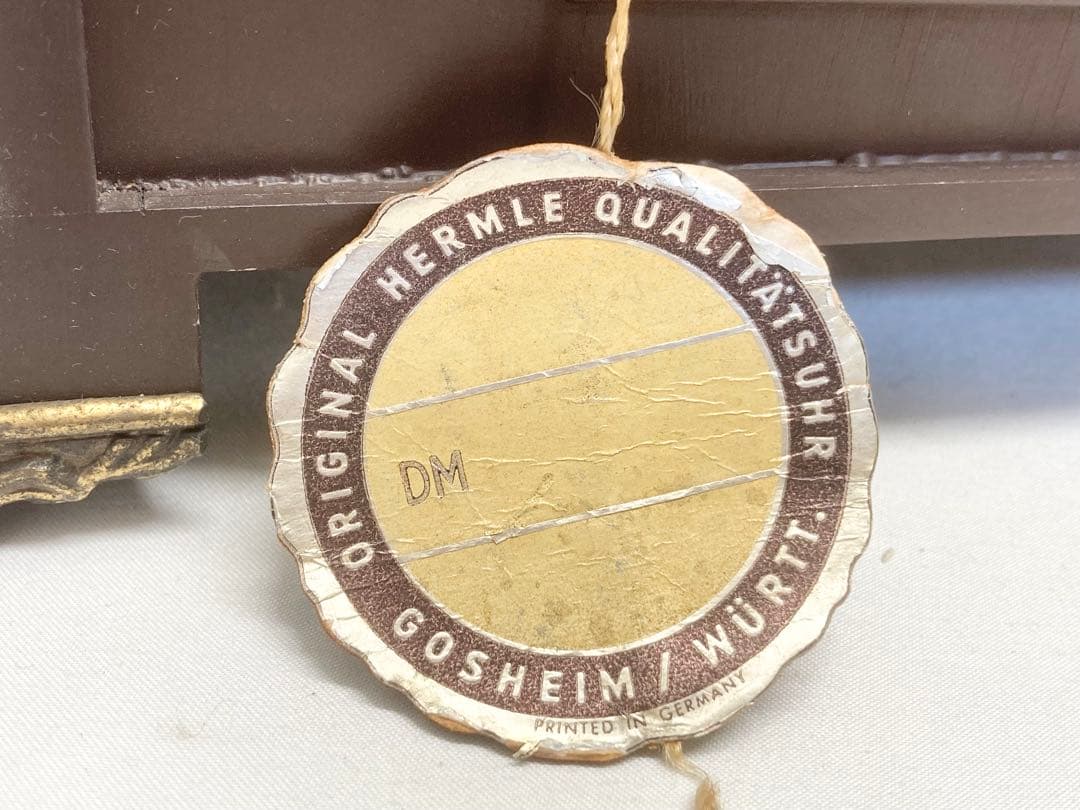 ORIGINAL HERMLE QUALITÄTSUHR
DM
GOSHEIM / WÜRTT.
PRINTED IN GERMANY